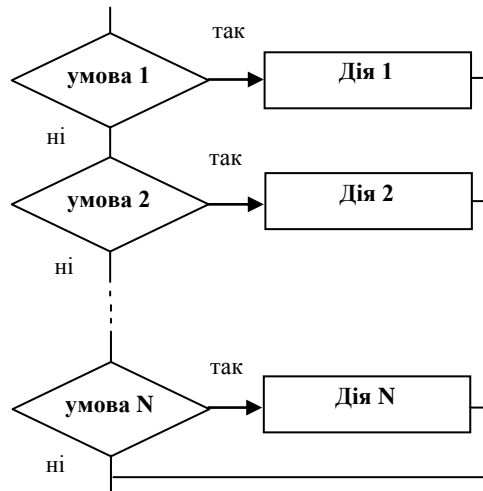 так
умова 1
Дія 1
ні
так
умова 2
Дія 2
ні
так
умова N
Дія N
ні